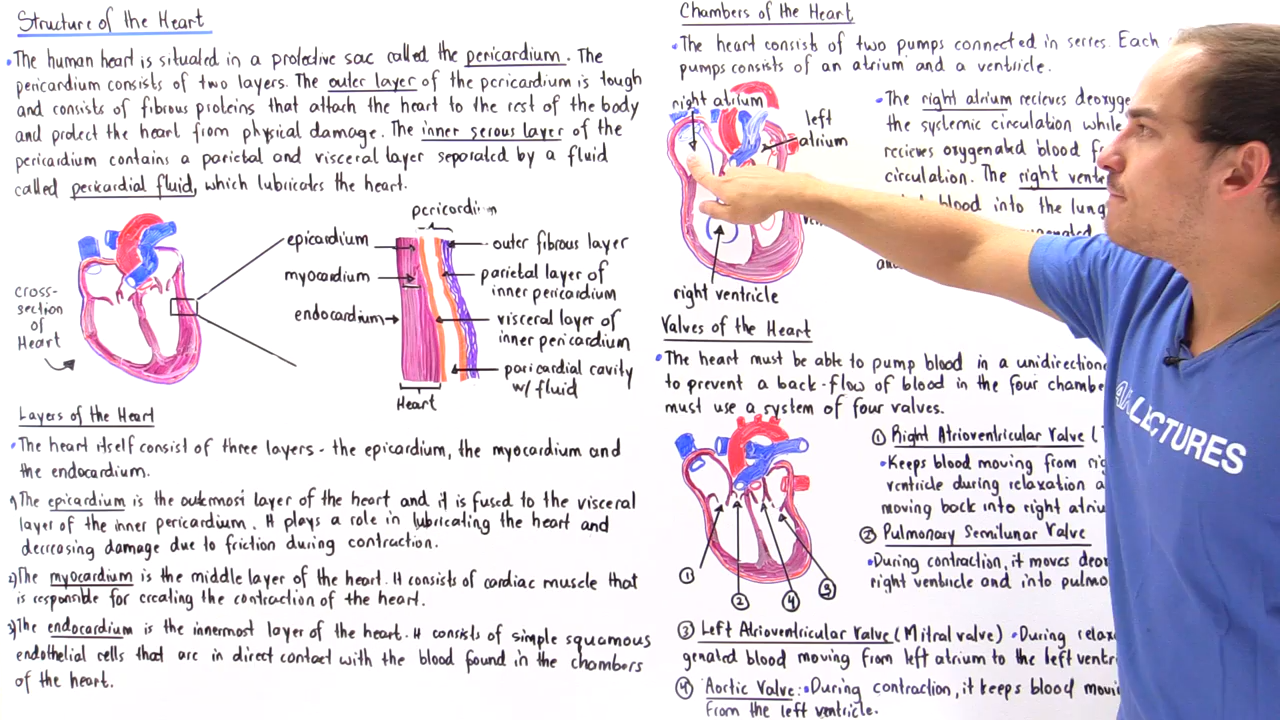 Structure of the Heart
• The human heart is situated in a protective sac called the pericardium. The
pericardium consists of two layers. The outer layer of the pericardium is tough
and consists of fibrous proteins that attach the heart to the rest of the body
and protect the heart from physical damage. The inner serous layer of the
pericardium contains a parietal and visceral layer separated by a fluid
called pericardial fluid, which lubricates the heart.
pericardium
epicardium
myocardium
endocardium
outer fibrous layer
parietal layer of
inner pericardium
visceral layer of
inner pericardium
paricardial cavity
w/ fluid
Heart
cross-
section
of
Heart
Layers of the Heart
• The heart itself consist of three layers - the epicardium, the myocardium and
the endocardium.
1) The epicardium is the outermost layer of the heart and it is fused to the visceral
layer of the inner pericardium. It plays a role in lubricating the heart and
decreasing damage due to friction during contraction.
2) The myocardium is the middle layer of the heart. It consists of cardiac muscle that
is responsible for creating the contraction of the heart.
3) The endocardium is the innermost layer of the heart. It consists of simple squamous
endothelial cells that are in direct contact with the blood found in the chambers
of the heart.
Chambers of the Heart
• The heart consists of two pumps connected in series. Each
pumps consists of an atrium and a ventricle.
right atrium
left
atrium
right ventricle
• The right atrium recieves deoxyge
the systemic circulation while
recieves oxygenated blood f
circulation. The right vent
blood into the lung
Valves of the Heart
• The heart must be able to pump blood in a unidirectiona
to prevent a back-flow of blood in the four chambe
must use a system of four valves.
1
2
4
3
① Right Atrioventricular Valve (
• Keeps blood moving from rig
ventricle during relaxation a
moving back into right atriu
② Pulmonary Semilunar Valve
• During contraction, it moves deox
right ventricle and into pulmo
③ Left Atrioventricular Valve (Mitral valve) • During relax
genated blood moving from left atrium to the left ventr
④ Aortic Valve: • During contraction, it keeps blood movi
from the left ventricle.
AK LECTURES